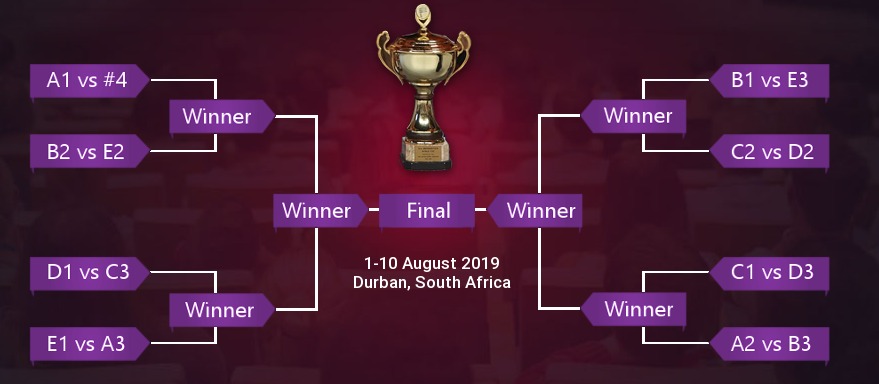 A1 vs #4
B1 vs E3
Winner
Winner
B2 vs E2
C2 vs D2
Winner
Final
Winner
1-10 August 2019
Durban, South Africa
D1 vs C3
C1 vs D3
Winner
Winner
E1 vs A3
A2 vs B3